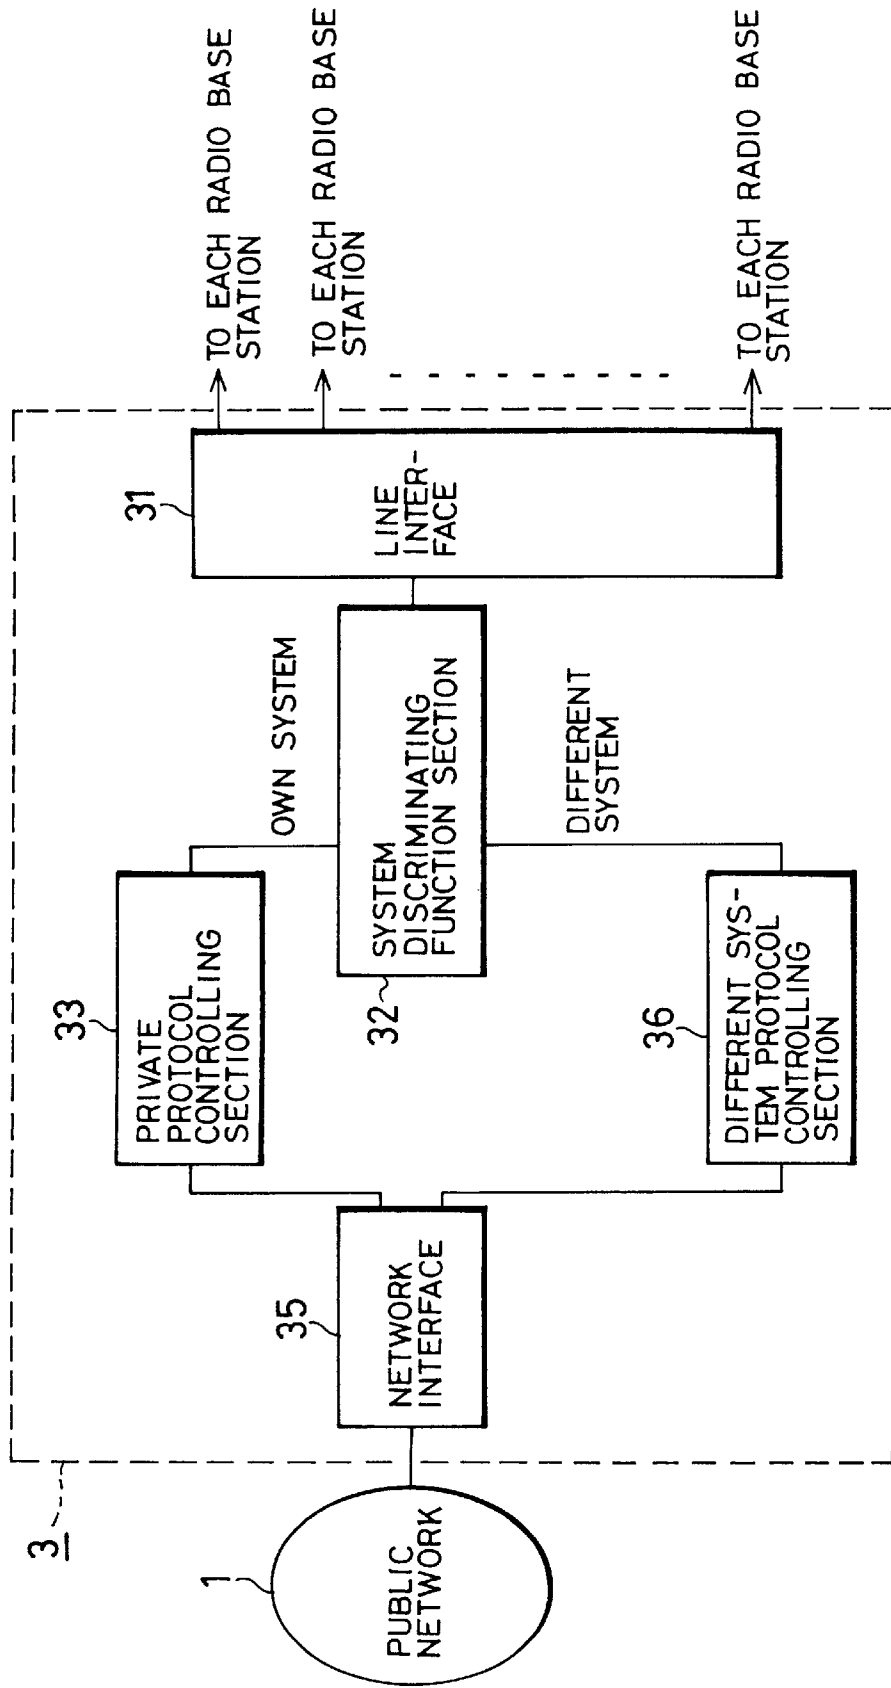 3
1
PUBLIC
NETWORK
35
NETWORK
INTERFACE
33
PRIVATE
PROTOCOL
CONTROLLING
SECTION
OWN SYSTEM
32
SYSTEM
DISCRIMINATING
FUNCTION SECTION
DIFFERENT
SYSTEM
36
DIFFERENT SYS-
TEM PROTOCOL
CONTROLLING
SECTION
31
LINE
INTER-
FACE
TO EACH RADIO BASE
STATION
TO EACH RADIO BASE
STATION
TO EACH RADIO BASE
STATION